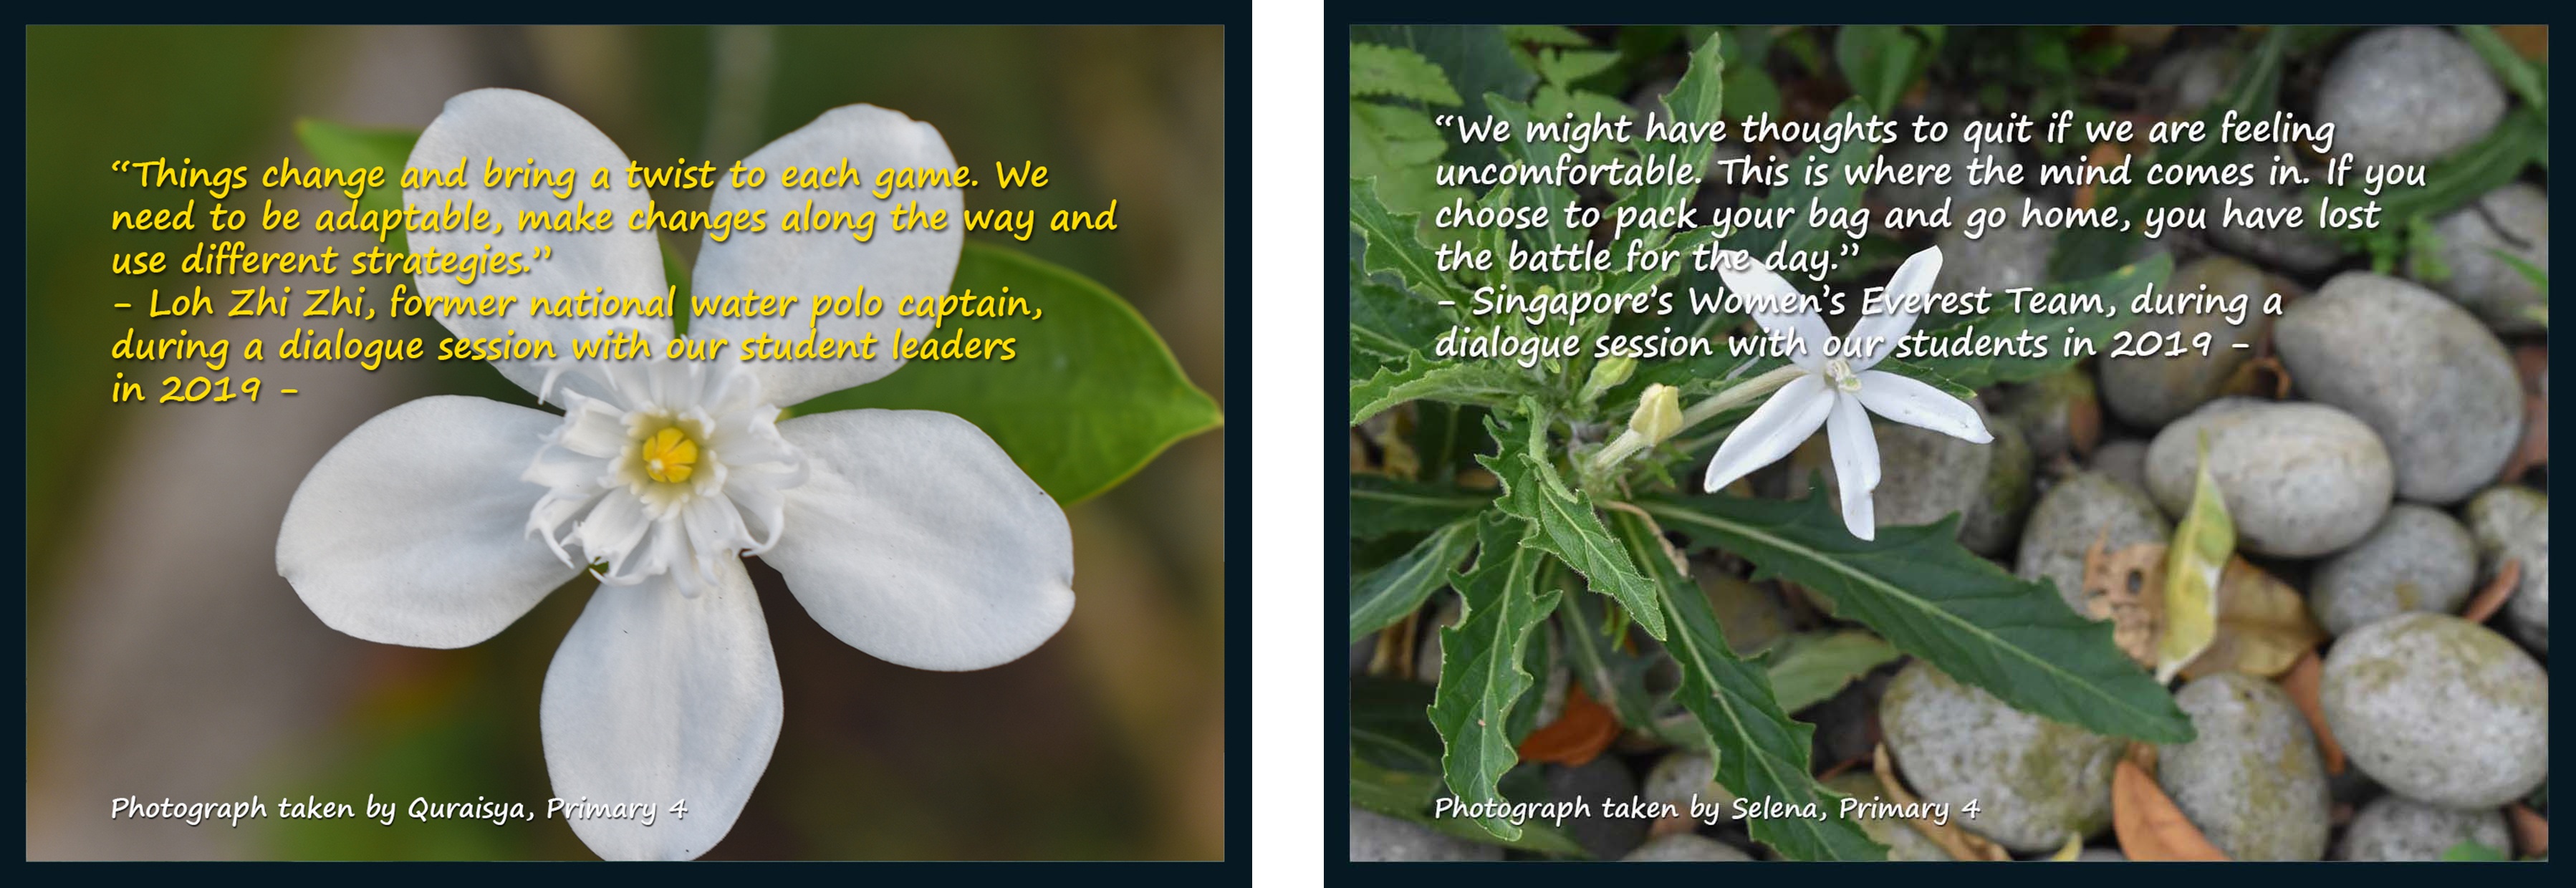 “Things change and bring a twist to each game. We
need to be adaptable, make changes along the way and
use different strategies.”
- Loh Zhi Zhi, former national water polo captain,
during a dialogue session with our student leaders
in 2019 -
Photograph taken by Quraisya, Primary 4
“We might have thoughts to quit if we are feeling
uncomfortable. This is where the mind comes in. If you
choose to pack your bag and go home, you have lost
the battle for the day.”
- Singapore’s Women’s Everest Team, during a
dialogue session with our students in 2019 -
Photograph taken by Selena, Primary 4